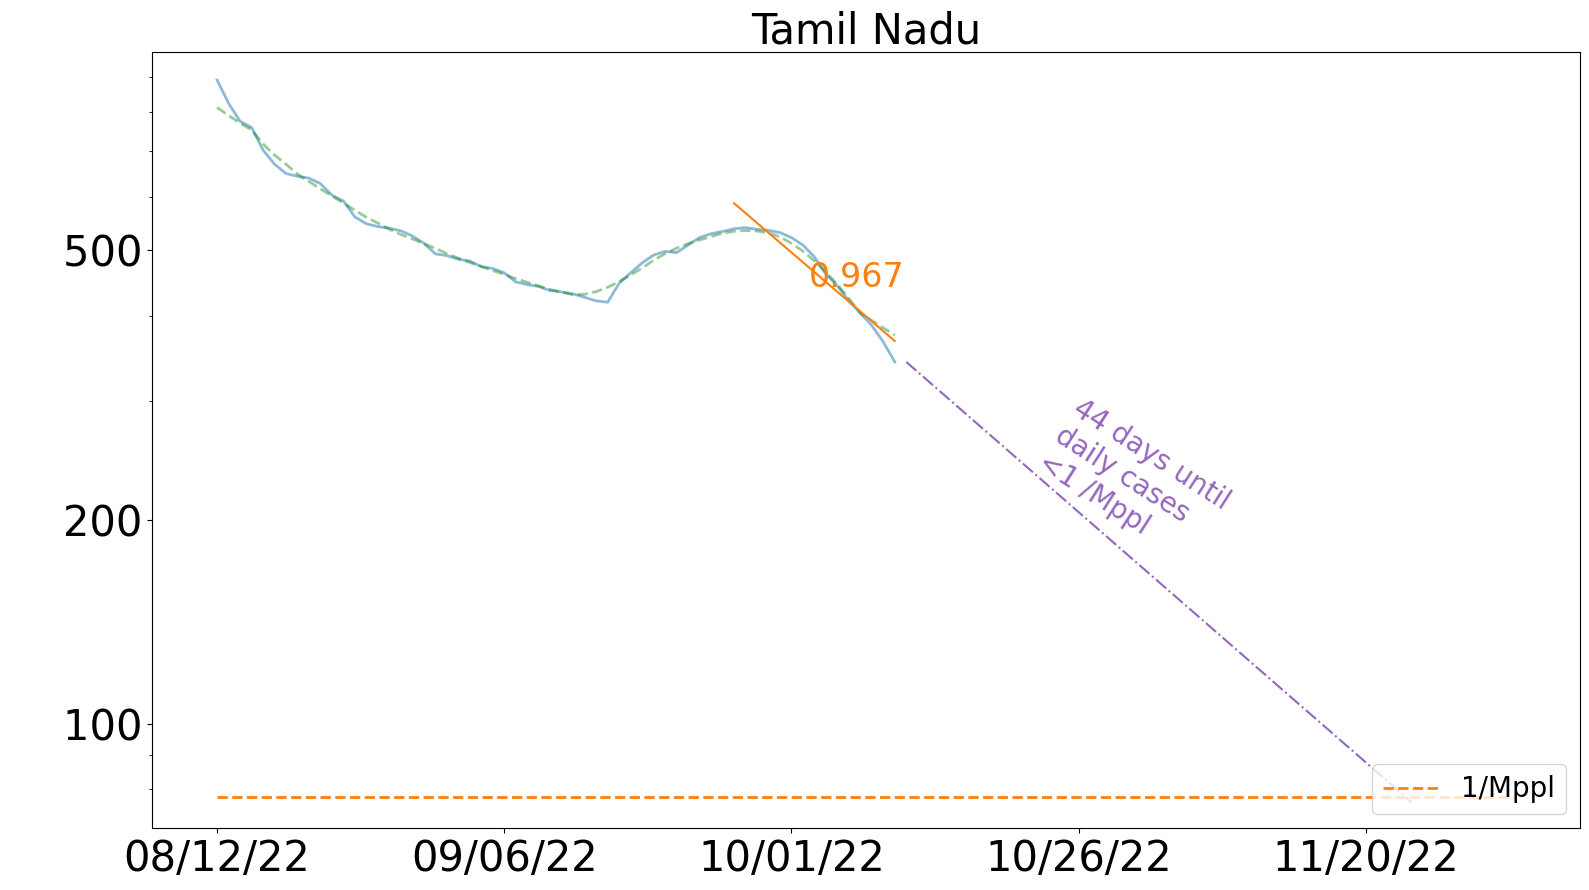 Tamil Nadu
500
200
100
0.967
44 days until
daily cases
<1 /Mppl
1/Mppl
08/12/22
09/06/22
10/01/22
10/26/22
11/20/22